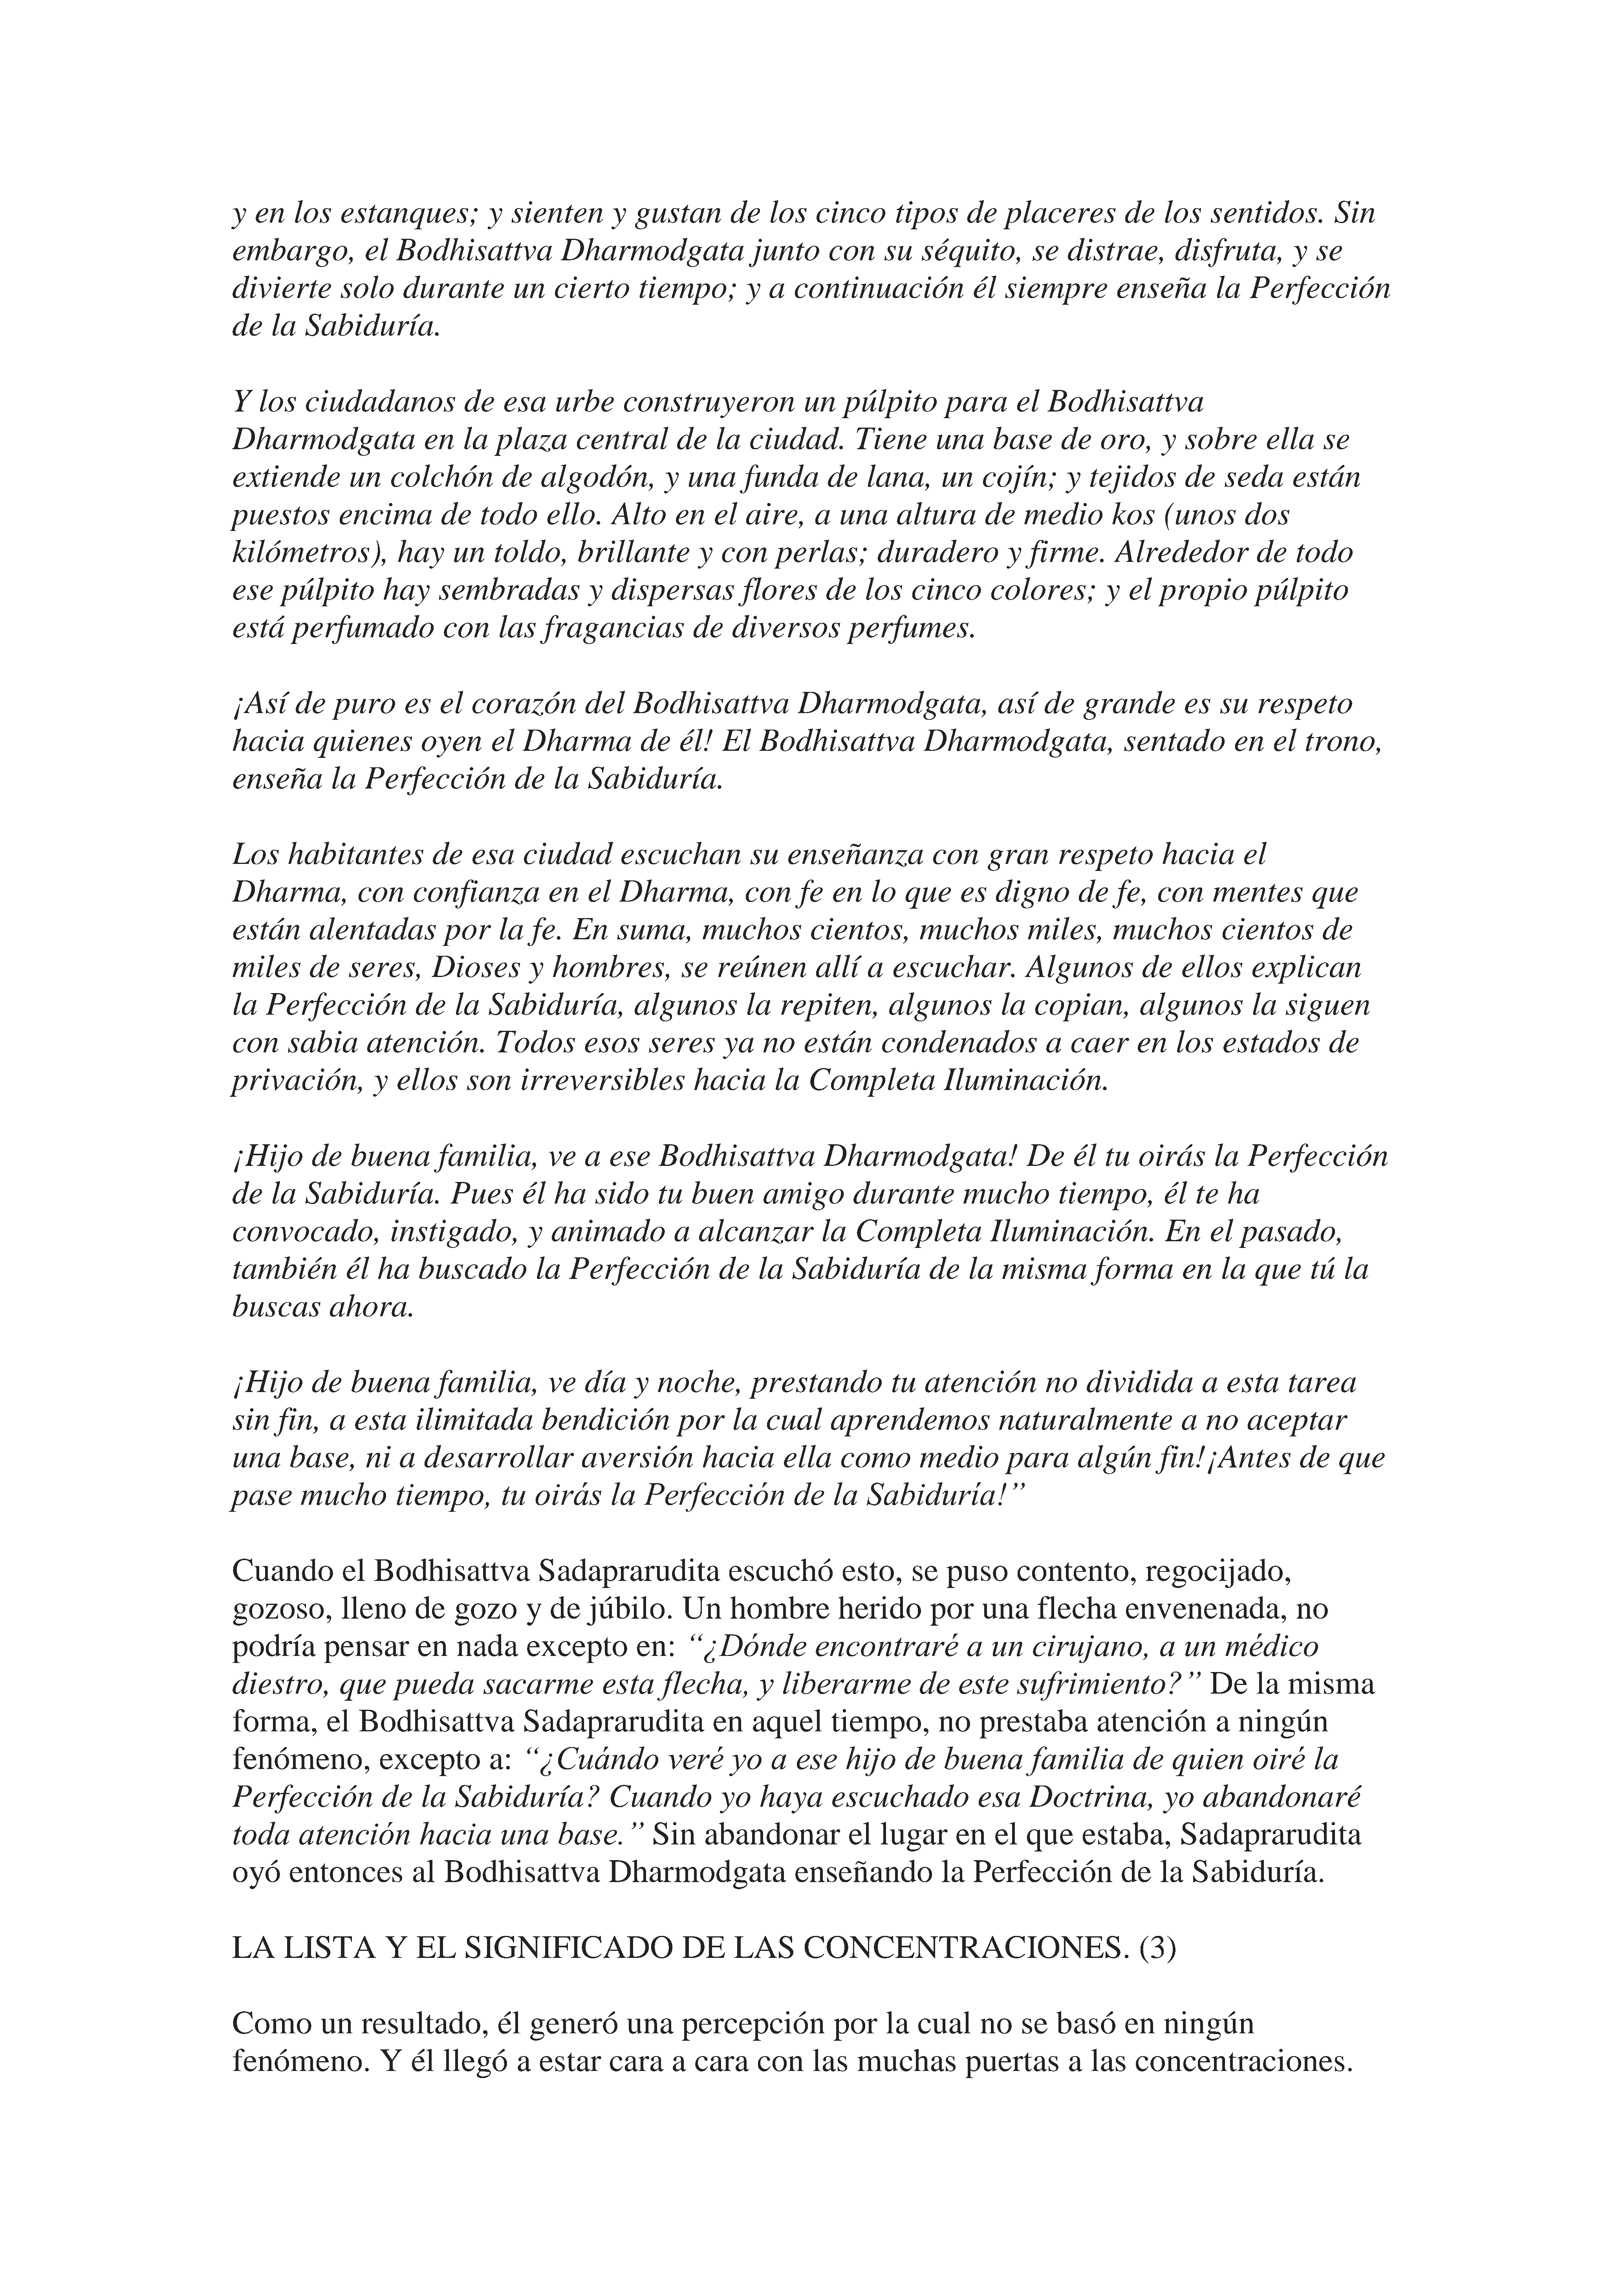 y en los estanques; y sienten y gustan de los cinco tipos de placeres de los sentidos. Sin
embargo, el Bodhisattva Dharmodgata junto con su séquito, se distrae, disfruta, y se
divierte solo durante un cierto tiempo; y a continuación él siempre enseña la Perfección
de la Sabiduría.
Y los ciudadanos de esa urbe construyeron un púlpito para el Bodhisattva
Dharmodgata en la plaza central de la ciudad. Tiene una base de oro, y sobre ella se
extiende un colchón de algodón, y una funda de lana, un cojín; y tejidos de seda están
puestos encima de todo ello. Alto en el aire, a una altura de medio kos (unos dos
kilómetros), hay un toldo, brillante y con perlas; duradero y firme. Alrededor de todo
ese púlpito hay sembradas y dispersas flores de los cinco colores; y el propio púlpito
está perfumado con las fragancias de diversos perfumes.
¡Así de puro es el corazón del Bodhisattva Dharmodgata, así de grande es su respeto
hacia quienes oyen el Dharma de él! El Bodhisattva Dharmodgata, sentado en el trono,
enseña la Perfección de la Sabiduría.
Los habitantes de esa ciudad escuchan su enseñanza con gran respeto hacia el
Dharma, con confianza en el Dharma, con fe en lo que es digno de fe, con mentes que
están alentadas por la fe. En suma, muchos cientos, muchos miles, muchos cientos de
miles de seres, Dioses y hombres, se reúnen allí a escuchar. Algunos de ellos explican
la Perfección de la Sabiduría, algunos la repiten, algunos la copian, algunos la siguen
con sabia atención. Todos esos seres ya no están condenados a caer en los estados de
privación, y ellos son irreversibles hacia la Completa Iluminación.
¡Hijo de buena familia, ve a ese Bodhisattva Dharmodgata! De él tu oirás la Perfección
de la Sabiduría. Pues él ha sido tu buen amigo durante mucho tiempo, él te ha
convocado, instigado, y animado a alcanzar la Completa Iluminación. En el pasado,
también él ha buscado la Perfección de la Sabiduría de la misma forma en la que tú la
buscas ahora.
¡Hijo de buena familia, ve día y noche, prestando tu atención no dividida a esta tarea
sin fin, a esta ilimitada bendición por la cual aprendemos naturalmente a no aceptar
una base, ni a desarrollar aversión hacia ella como medio para algún fin!¡Antes de que
pase mucho tiempo, tu oirás la Perfección de la Sabiduría!”
Cuando el Bodhisattva Sadaprarudita escuchó esto, se puso contento, regocijado,
gozoso, lleno de gozo y de júbilo. Un hombre herido por una flecha envenenada, no
podría pensar en nada excepto en: “¿Dónde encontraré a un cirujano, a un médico
diestro, que pueda sacarme esta flecha, y liberarme de este sufrimiento?” De la misma
forma, el Bodhisattva Sadaprarudita en aquel tiempo, no prestaba atención a ningún
fenómeno, excepto a: “¿Cuándo veré yo a ese hijo de buena familia de quien oiré la
Perfección de la Sabiduría? Cuando yo haya escuchado esa Doctrina, yo abandonaré
toda atención hacia una base.” Sin abandonar el lugar en el que estaba, Sadaprarudita
oyó entonces al Bodhisattva Dharmodgata enseñando la Perfección de la Sabiduría.
LA LISTA Y EL SIGNIFICADO DE LAS CONCENTRACIONES. (3)
Como un resultado, él generó una percepción por la cual no se basó en ningún
fenómeno. Y él llegó a estar cara a cara con las muchas puertas a las concentraciones.